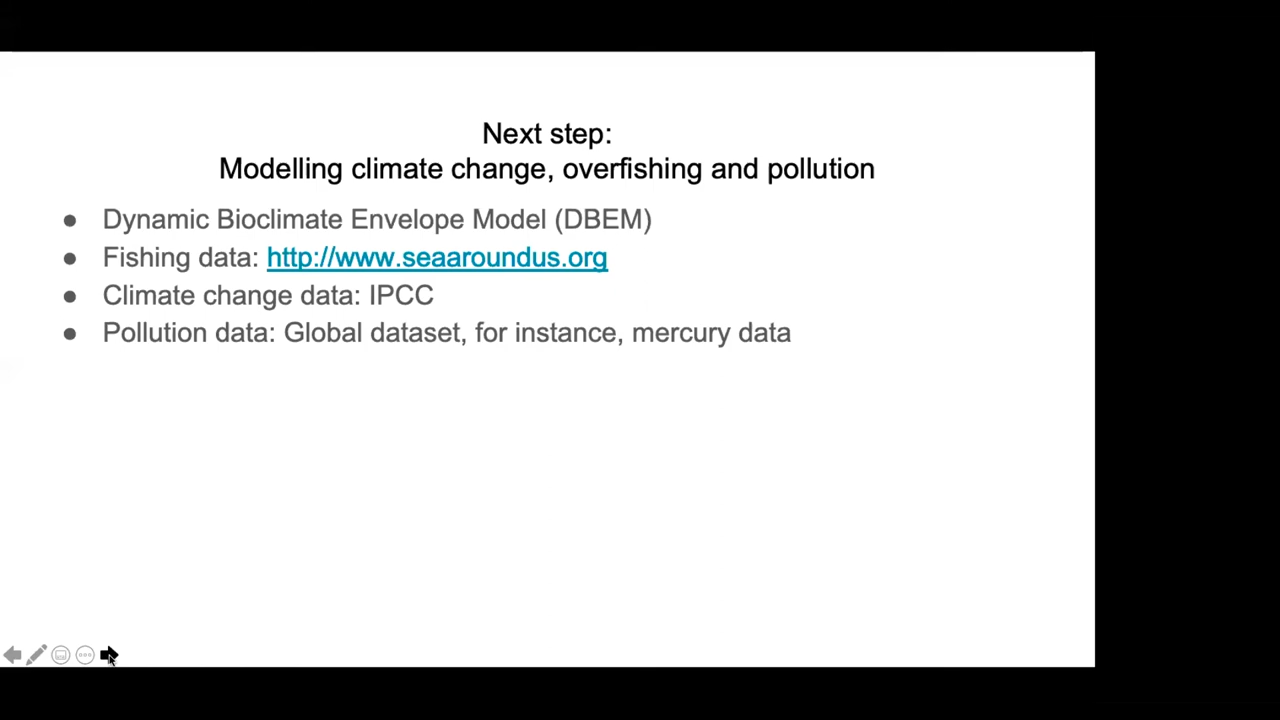 Next step:
Modelling climate change, overfishing and pollution
● Dynamic Bioclimate Envelope Model (DBEM)
● Fishing data: http://www.seaaroundus.org
● Climate change data: IPCC
● Pollution data: Global dataset, for instance, mercury data